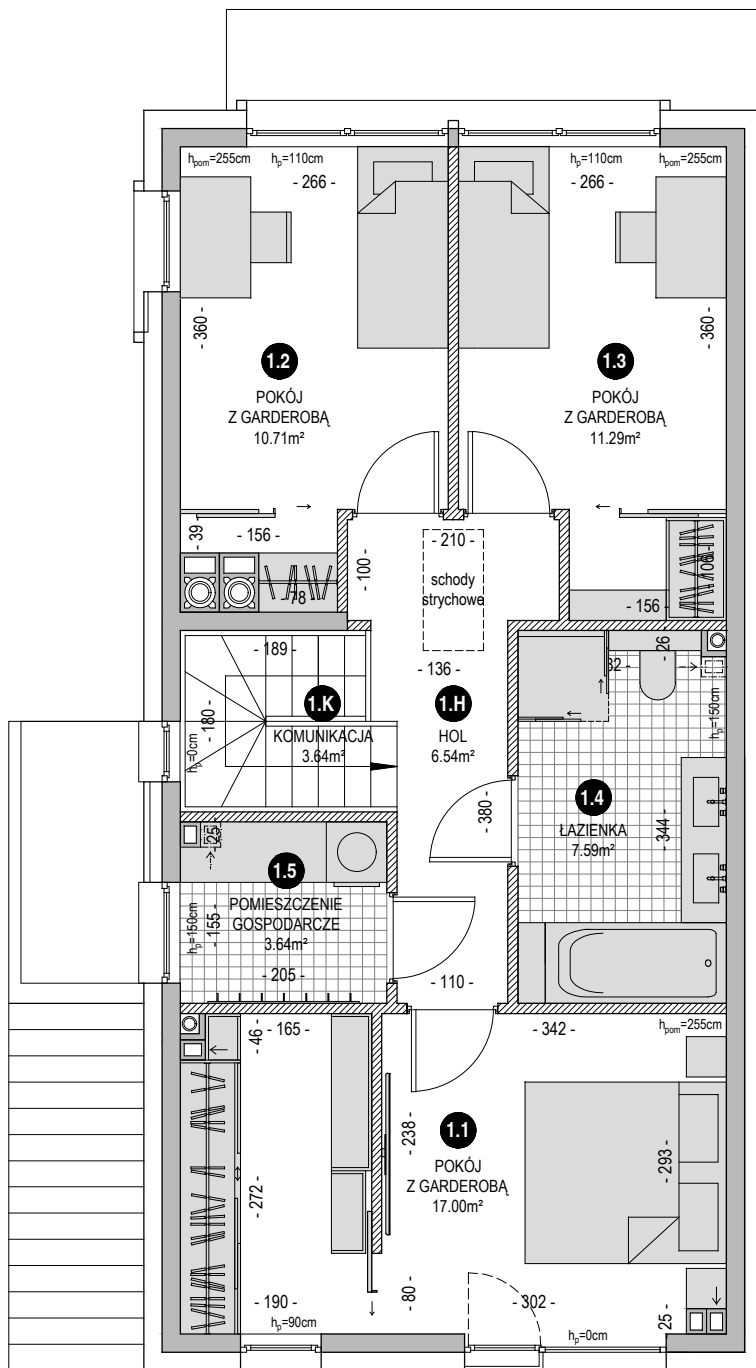 hpom=255cm
hp=110cm
- 266 -
hp=110cm
- 266 -
hpom=255cm
- 360 -
- 360 -
1.2
POKÓJ
Z GARDEROBĄ
10.71m²
1.3
POKÓJ
Z GARDEROBĄ
11.29m²
- 39 -
- 156 -
78
- 100 -
- 210 -
schody
strychowe
106
- 156 -
- 26 -
- 189 -
- 180 -
1.K
KOMUNIKACJA
3.64m²
hp=0cm
- 136 -
1.H
HOL
6.54m²
- 380 -
hp=150cm
1.4
ŁAZIENKA
7.59m²
- 344 -
- 25 -
1.5
POMIESZCZENIE
GOSPODARCZE
3.64m²
hp=150cm
- 155 -
- 205 -
- 110 -
- 46 -
- 165 -
- 342 -
hpom=255cm
- 238 -
1.1
POKÓJ
Z GARDEROBĄ
17.00m²
- 293 -
- 272 -
- 190 -
hp=90cm
- 80 -
- 302 -
hp=0cm
25 -